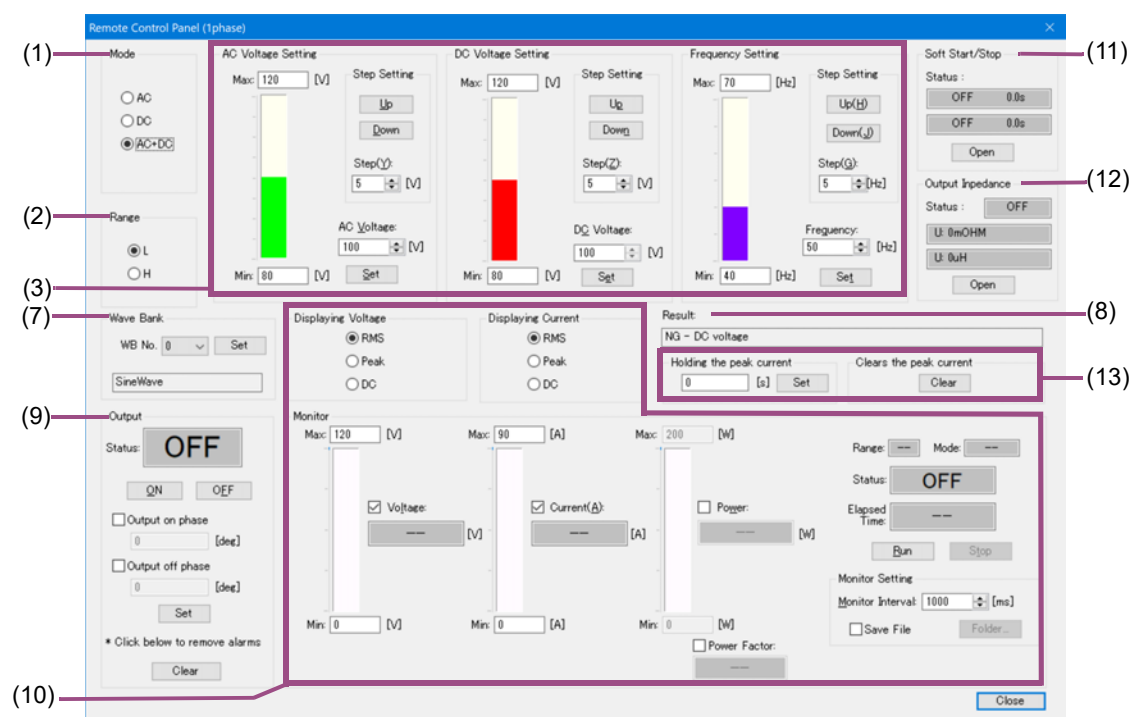 Remote Control Panel (1phase)
(1)
Mode
AC
DC
AC+DC
(2)
Range
L
H
(3)
AC Voltage Setting
Max: 120 [V]
Step Setting
Up
Down
Step(Y):
5 [V]
AC Voltage:
100 [V]
Min: 80 [V]
Set
DC Voltage Setting
Max: 120 [V]
Step Setting
Up
Down
Step(Z):
5 [V]
DC Voltage:
100 [V]
Min: 80 [V]
Set
Frequency Setting
Max: 70 [Hz]
Step Setting
Up(H)
Down(J)
Step(G):
5 [Hz]
Frequency:
50 [Hz]
Min: 40 [Hz]
Set
(11)
Soft Start/Stop
Status :
OFF 0.0s
OFF 0.0s
Open
(12)
Output Inpedance
Status : OFF
U: 0mOHM
U: 0uH
Open
(7)
Wave Bank
WB No. 0 Set
SineWave
Displaying Voltage
RMS
Peak
DC
Displaying Current
RMS
Peak
DC
(8)
Result:
NG - DC voltage
(13)
Holding the peak current
0 [s] Set
Clears the peak current
Clear
(9)
Output
Status: OFF
ON OFF
Output on phase
0 [deg]
Output off phase
0 [deg]
Set
* Click below to remove alarms
Clear
(10)
Monitor
Max: 120 [V]
Voltage:
-- [V]
Min: 0 [V]
Max: 90 [A]
Current(A):
-- [A]
Min: 0 [A]
Max: 200 [W]
Power:
-- [W]
Min: 0 [W]
Power Factor:
--
Range: -- Mode: --
Status: OFF
Elapsed
Time: --
Run Stop
Monitor Setting
Monitor Interval: 1000 [ms]
Save File Folder...
Close